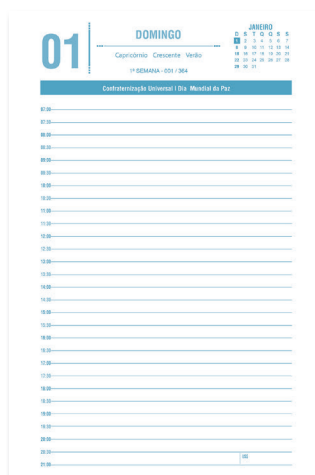 01
DOMINGO
Capricórnio Crescente Verão
1ª SEMANA - 001 / 364
JANEIRO
D S T Q Q S S
1 2 3 4 5 6 7
8 9 10 11 12 13 14
15 16 17 18 19 20 21
22 23 24 25 26 27 28
29 30 31
Confraternização Universal I Dia Mundial da Paz
07:00
07:30
08:00
08:30
09:00
09:30
10:00
10:30
11:00
11:30
12:00
12:30
13:00
13:30
14:00
14:30
15:00
15:30
16:00
16:30
17:00
17:30
18:00
18:30
19:00
19:30
20:00
20:30
21:00